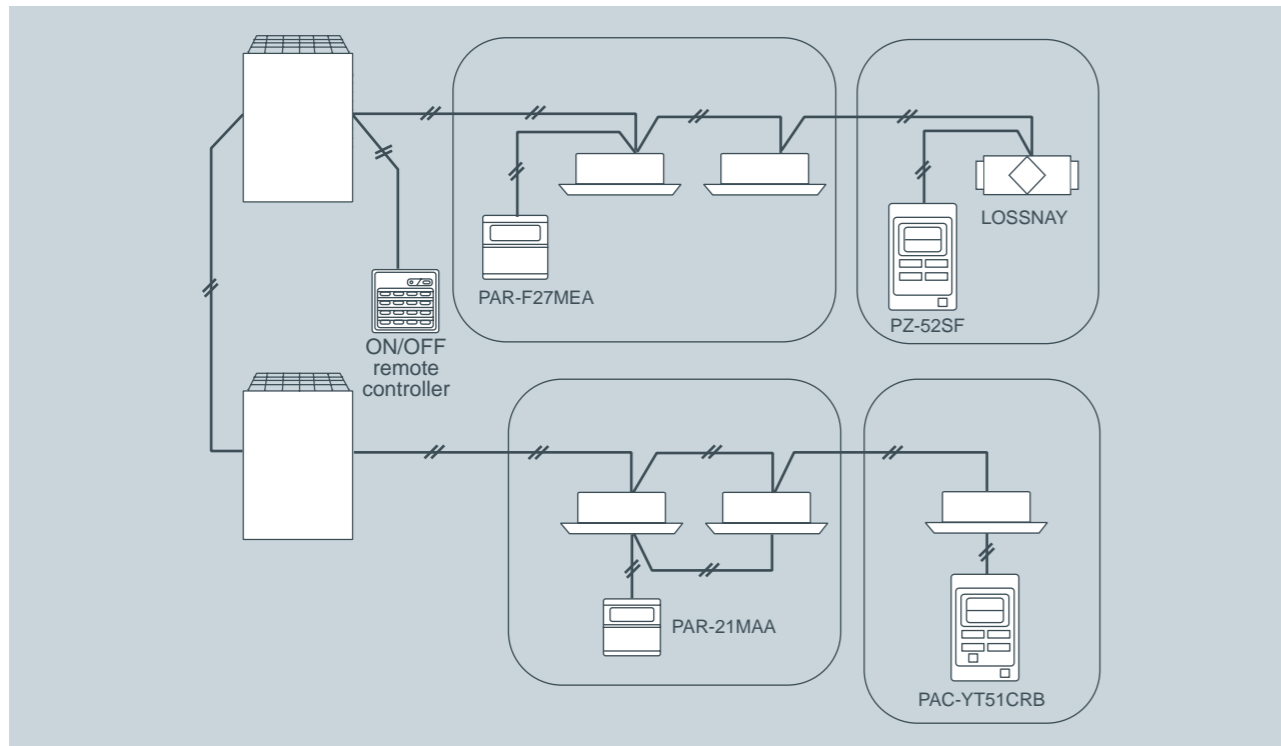 LOSSNAY
PAR-F27MEA
PZ-52SF
ON/OFF
remote
controller
PAR-21MAA
PAC-YT51CRB